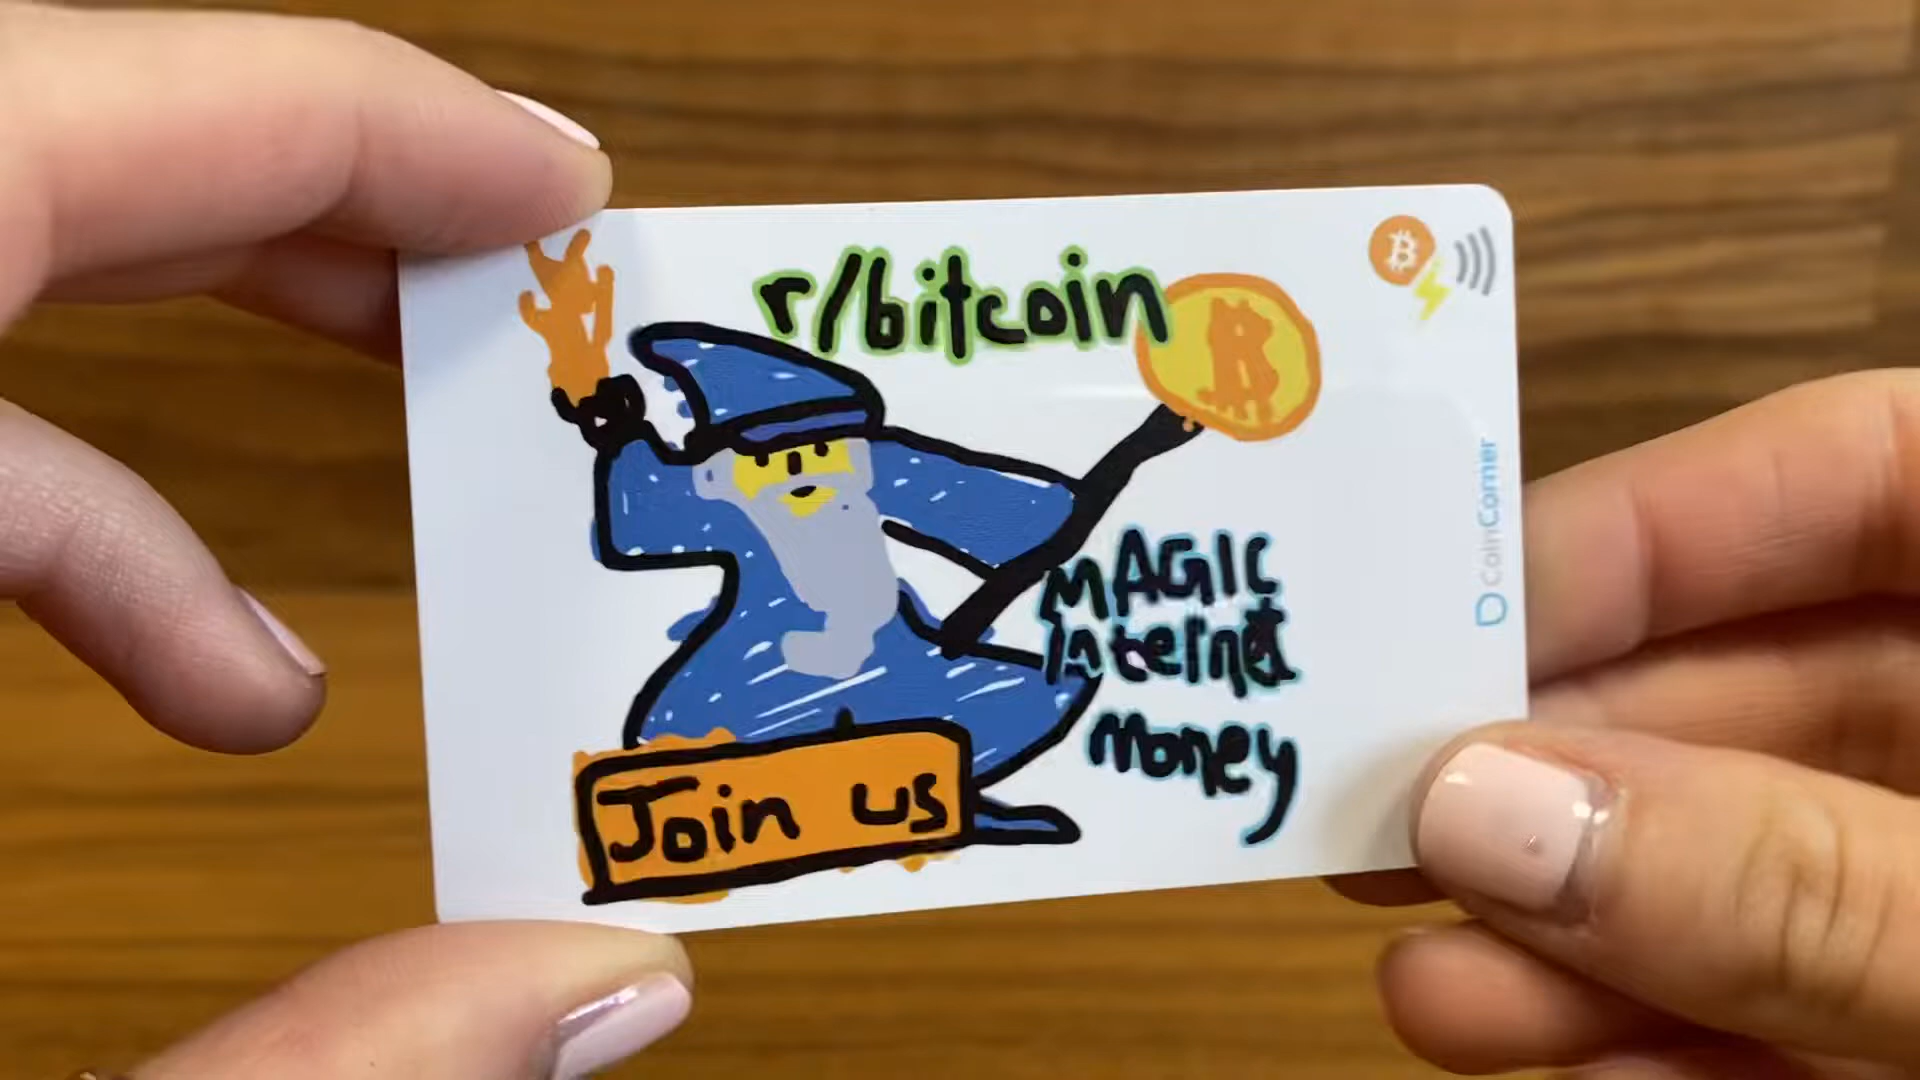 r/bitcoin
MAGIC
internet
Money
Join us
CoinCorner